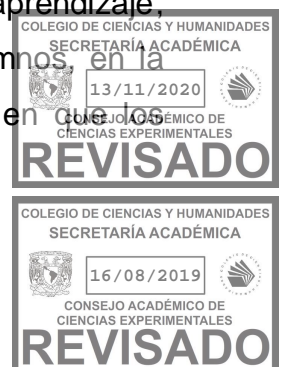 aprendizaje,
COLEGIO DE CIENCIAS Y HUMANIDADES
SECRETARÍA ACADÉMICA
mnos, en la
13/11/2020
en que los
CONSEJO ACADÉMICO DE
CIENCIAS EXPERIMENTALES
REVISADO
COLEGIO DE CIENCIAS Y HUMANIDADES
SECRETARÍA ACADÉMICA
16/08/2019
CONSEJO ACADÉMICO DE
CIENCIAS EXPERIMENTALES
REVISADO